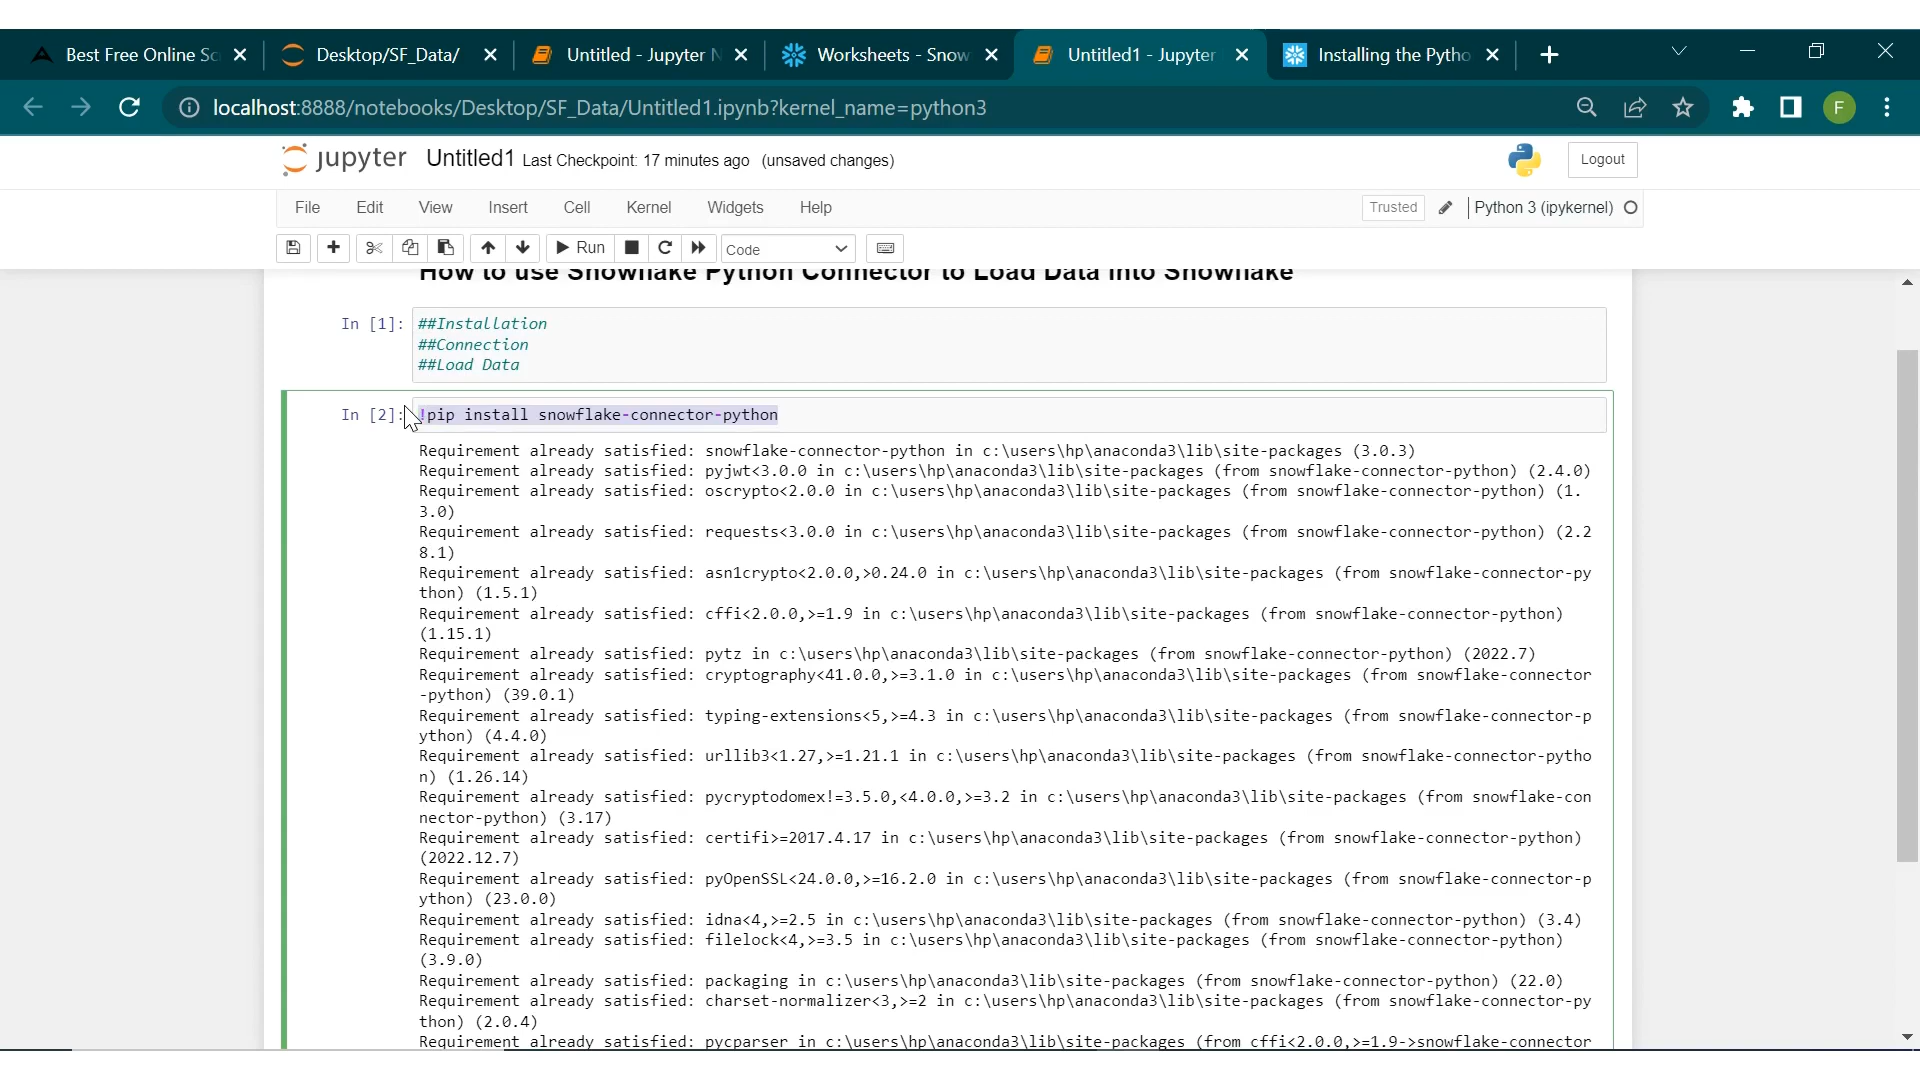 Best Free Online Sc
Desktop/SF_Data/
Untitled - Jupyter N
Worksheets - Snow
Untitled1 - Jupyter
Installing the Pytho
localhost:8888/notebooks/Desktop/SF_Data/Untitled1.ipynb?kernel_name=python3
F
jupyter Untitled1 Last Checkpoint: 17 minutes ago (unsaved changes)
Logout
File Edit View Insert Cell Kernel Widgets Help
Trusted Python 3 (ipykernel)
Run Code
How to use Snowflake Python Connector to Load Data into Snowflake
In [1]: ##Installation
##Connection
##Load Data
In [2]: !pip install snowflake-connector-python
Requirement already satisfied: snowflake-connector-python in c:\users\hp\anaconda3\lib\site-packages (3.0.3)
Requirement already satisfied: pyjwt<3.0.0 in c:\users\hp\anaconda3\lib\site-packages (from snowflake-connector-python) (2.4.0)
Requirement already satisfied: oscrypto<2.0.0 in c:\users\hp\anaconda3\lib\site-packages (from snowflake-connector-python) (1.
3.0)
Requirement already satisfied: requests<3.0.0 in c:\users\hp\anaconda3\lib\site-packages (from snowflake-connector-python) (2.2
8.1)
Requirement already satisfied: asn1crypto<2.0.0,>0.24.0 in c:\users\hp\anaconda3\lib\site-packages (from snowflake-connector-py
thon) (1.5.1)
Requirement already satisfied: cffi<2.0.0,>=1.9 in c:\users\hp\anaconda3\lib\site-packages (from snowflake-connector-python)
(1.15.1)
Requirement already satisfied: pytz in c:\users\hp\anaconda3\lib\site-packages (from snowflake-connector-python) (2022.7)
Requirement already satisfied: cryptography<41.0.0,>=3.1.0 in c:\users\hp\anaconda3\lib\site-packages (from snowflake-connector
-python) (39.0.1)
Requirement already satisfied: typing-extensions<5,>=4.3 in c:\users\hp\anaconda3\lib\site-packages (from snowflake-connector-p
ython) (4.4.0)
Requirement already satisfied: urllib3<1.27,>=1.21.1 in c:\users\hp\anaconda3\lib\site-packages (from snowflake-connector-pytho
n) (1.26.14)
Requirement already satisfied: pycryptodomex!=3.5.0,<4.0.0,>=3.2 in c:\users\hp\anaconda3\lib\site-packages (from snowflake-con
nector-python) (3.17)
Requirement already satisfied: certifi>=2017.4.17 in c:\users\hp\anaconda3\lib\site-packages (from snowflake-connector-python)
(2022.12.7)
Requirement already satisfied: pyOpenSSL<24.0.0,>=16.2.0 in c:\users\hp\anaconda3\lib\site-packages (from snowflake-connector-p
ython) (23.0.0)
Requirement already satisfied: idna<4,>=2.5 in c:\users\hp\anaconda3\lib\site-packages (from snowflake-connector-python) (3.4)
Requirement already satisfied: filelock<4,>=3.5 in c:\users\hp\anaconda3\lib\site-packages (from snowflake-connector-python)
(3.9.0)
Requirement already satisfied: packaging in c:\users\hp\anaconda3\lib\site-packages (from snowflake-connector-python) (22.0)
Requirement already satisfied: charset-normalizer<3,>=2 in c:\users\hp\anaconda3\lib\site-packages (from snowflake-connector-py
thon) (2.0.4)
Requirement already satisfied: pycparser in c:\users\hp\anaconda3\lib\site-packages (from cffi<2.0.0,>=1.9->snowflake-connector